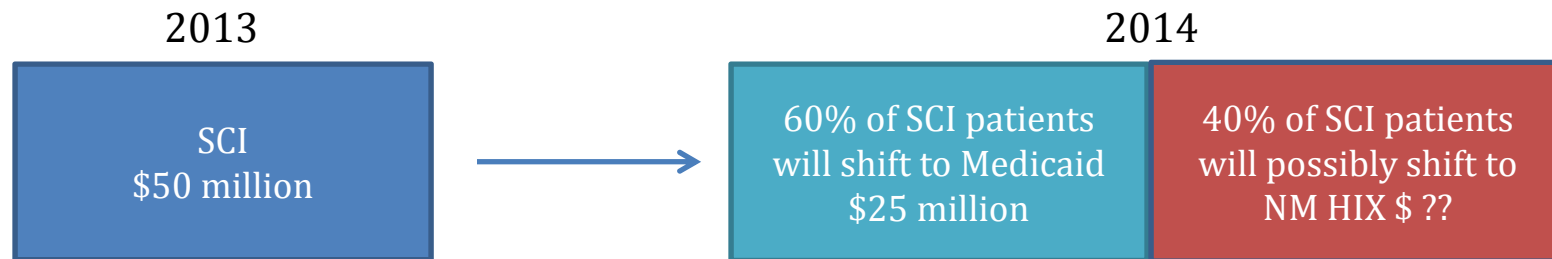 2013
2014
SCI
$50 million
60% of SCI patients
will shift to Medicaid
$25 million
40% of SCI patients
will possibly shift to
NM HIX $ ??